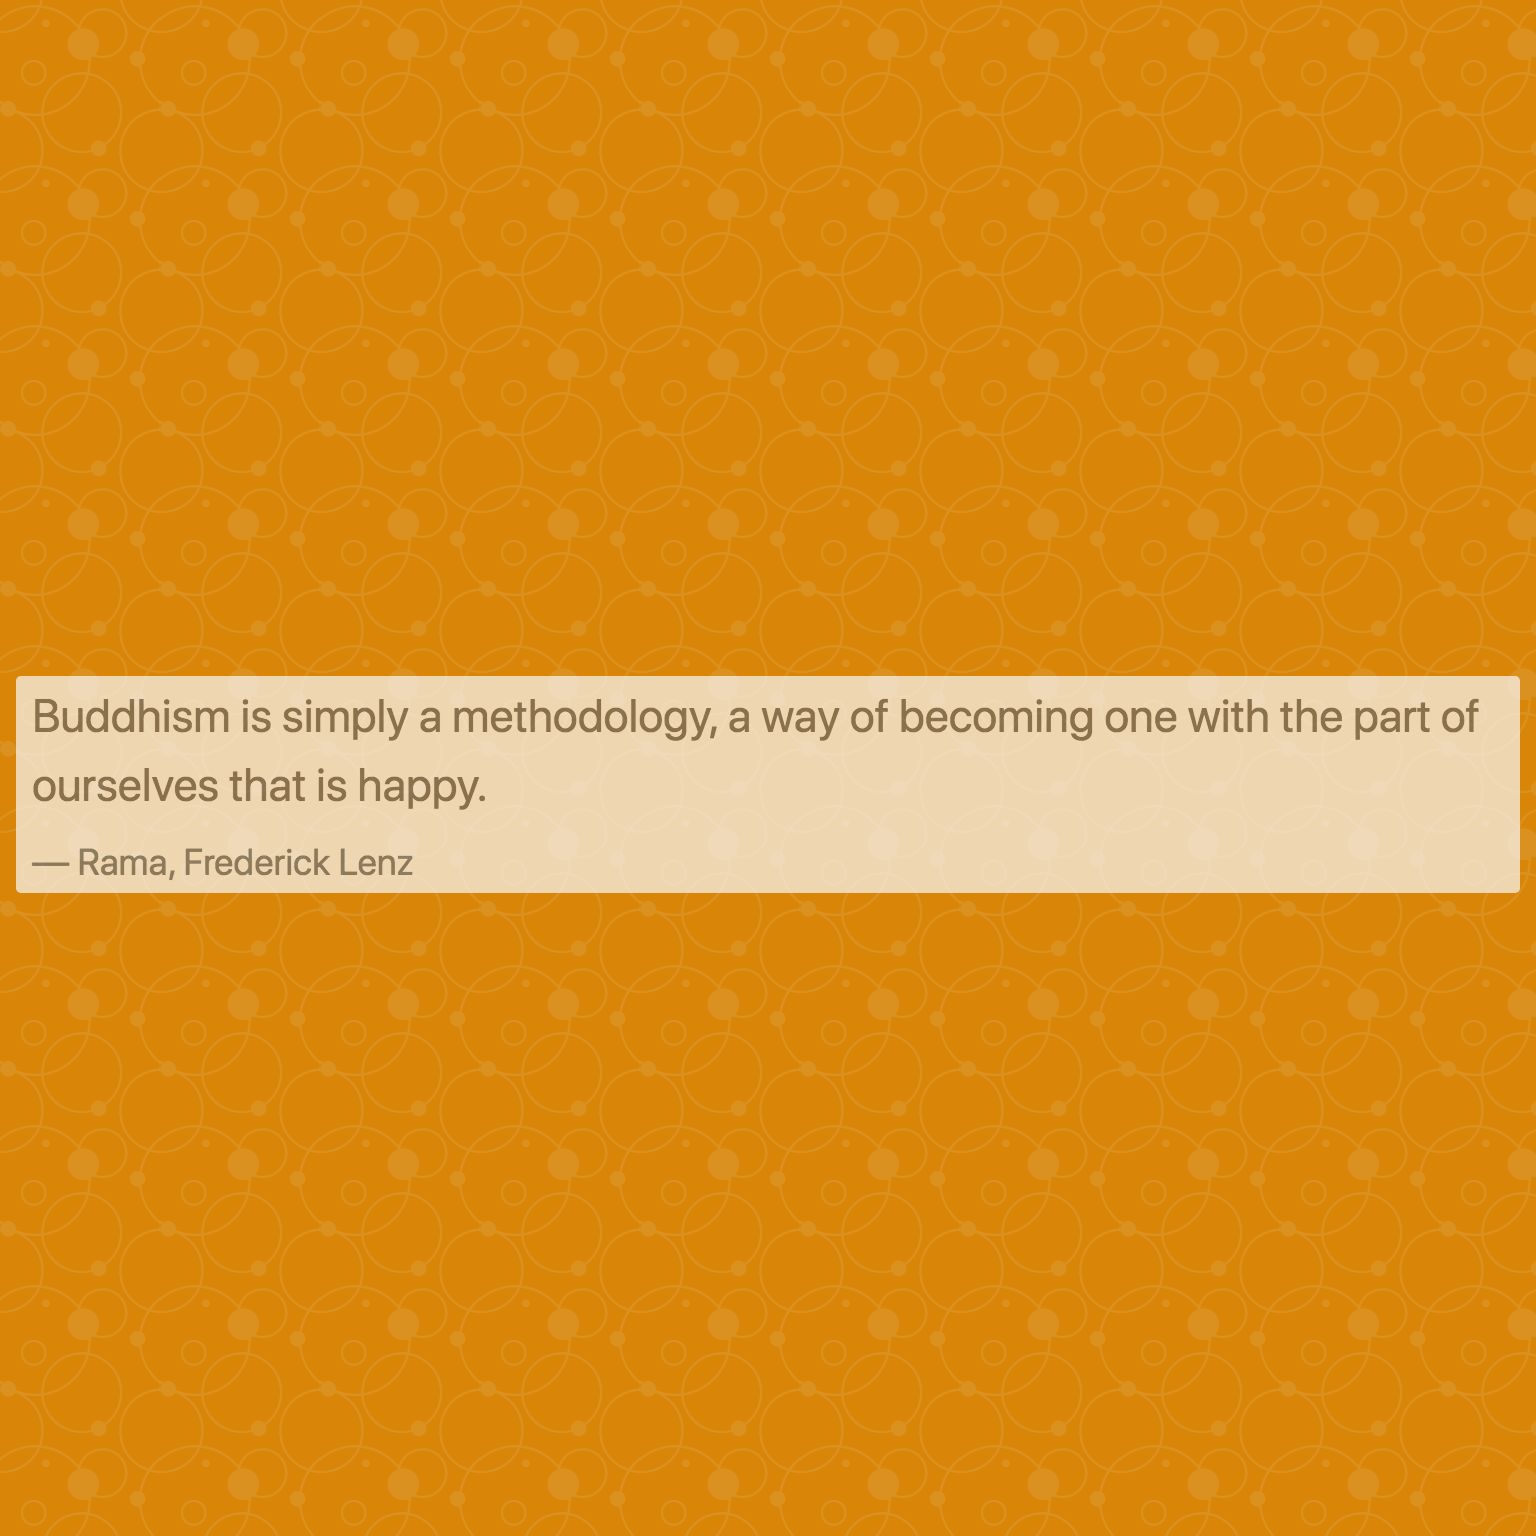 Buddhism is simply a methodology, a way of becoming one with the part of
ourselves that is happy.
— Rama, Frederick Lenz